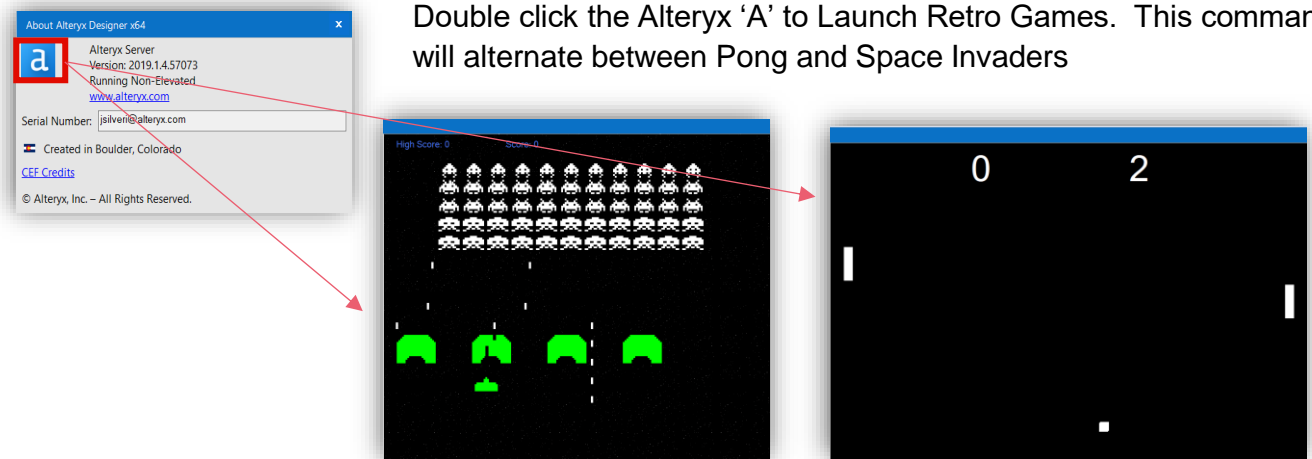 About Alteryx Designer x64 x
a
Alteryx Server
Version: 2019.1.4.57073
Running Non-Elevated
www.alteryx.com
Serial Number: jsilveri@alteryx.com
Created in Boulder, Colorado
CEF Credits
© Alteryx, Inc. – All Rights Reserved.
Double click the Alteryx ‘A’ to Launch Retro Games. This comman
will alternate between Pong and Space Invaders
High Score: 0 Score: 0
0 2